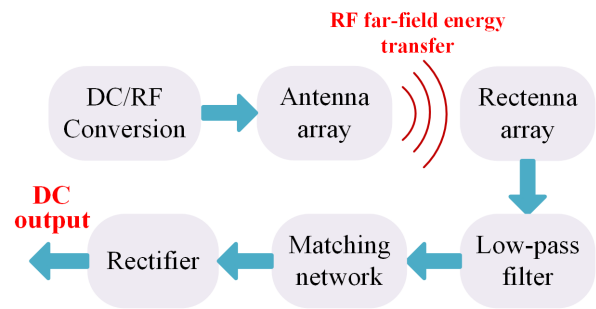 RF far-field energy
transfer
DC/RF
Conversion
Antenna
array
Rectenna
array
DC
output
Rectifier
Matching
network
Low-pass
filter